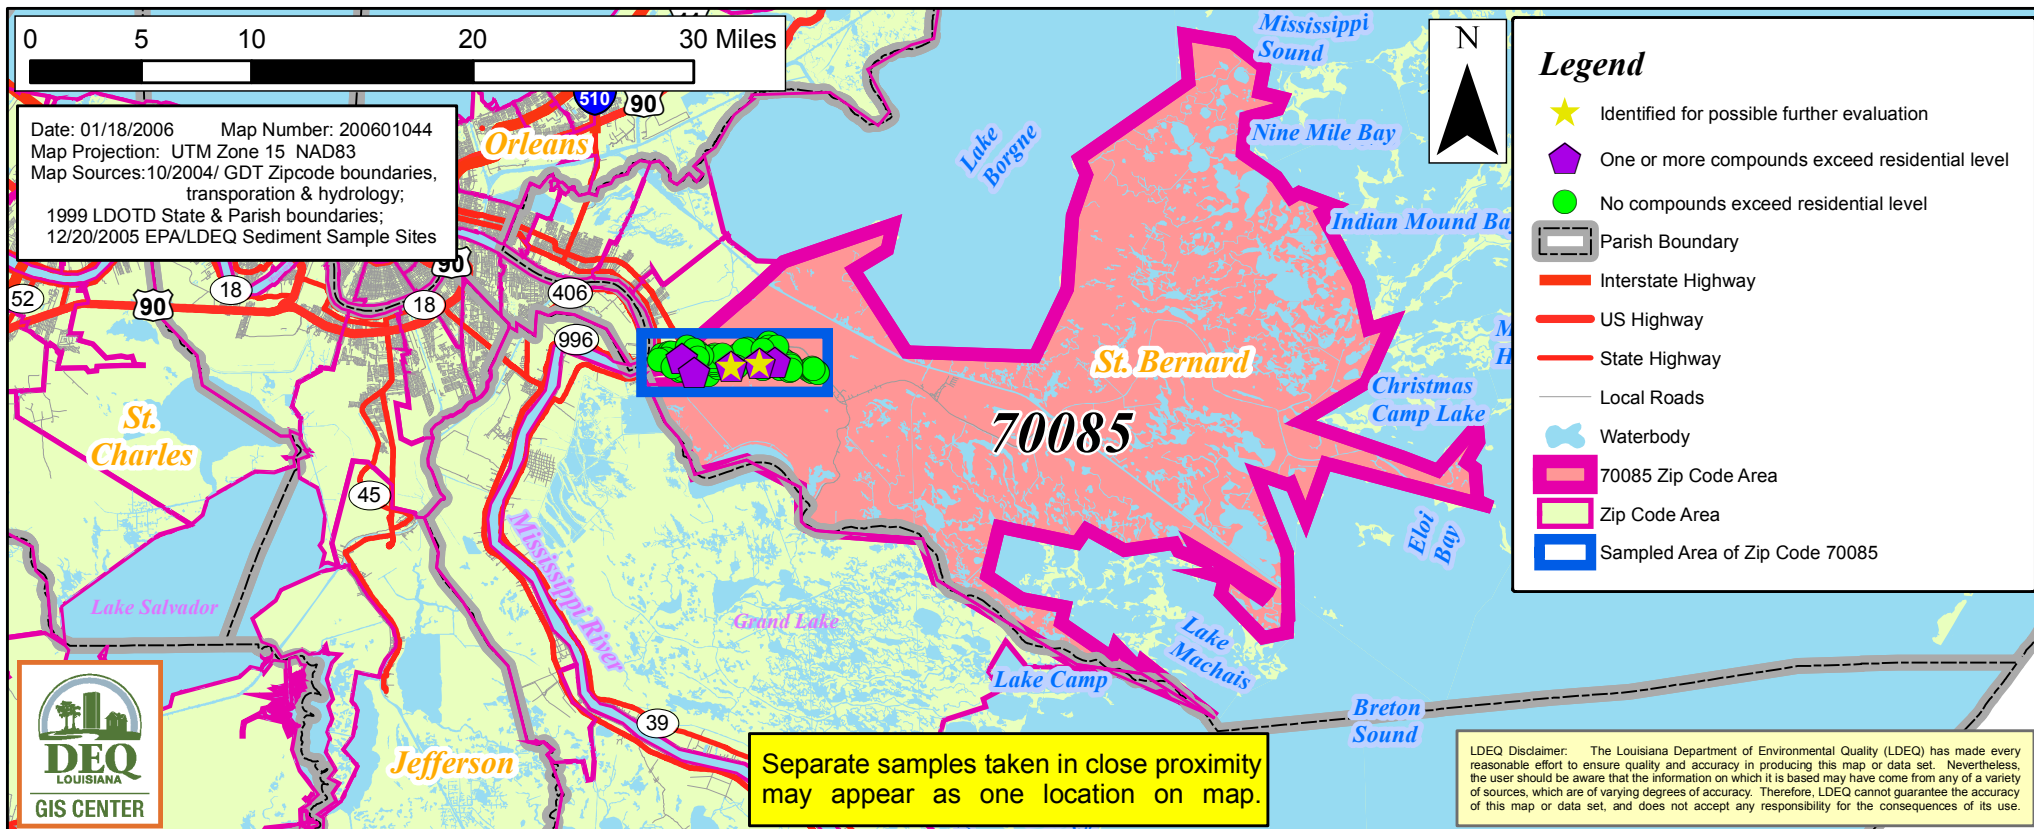 0 5 10 20 30 Miles
Date: 01/18/2006 Map Number: 200601044
Map Projection: UTM Zone 15 NAD83
Map Sources:10/2004/ GDT Zipcode boundaries,
transporation & hydrology;
1999 LDOTD State & Parish boundaries;
12/20/2005 EPA/LDEQ Sediment Sample Sites
510
90
Orleans
Lake
Borgne
Mississippi
Sound
Nine Mile Bay
Indian Mound Ba
N
Legend
Identified for possible further evaluation
One or more compounds exceed residential level
No compounds exceed residential level
Parish Boundary
Interstate Highway
US Highway
State Highway
Local Roads
Waterbody
70085 Zip Code Area
Zip Code Area
Sampled Area of Zip Code 70085
52
90
18
90
18
406
996
St. Bernard
70085
Christmas
Camp Lake
M
H
St.
Charles
45
Mississippi River
Eloi
Bay
Lake Salvador
Grand Lake
Lake
Machais
Lake Camp
Breton
Sound
39
Jefferson
DEQ
LOUISIANA
GIS CENTER
Separate samples taken in close proximity
may appear as one location on map.
LDEQ Disclaimer: The Louisiana Department of Environmental Quality (LDEQ) has made every
reasonable effort to ensure quality and accuracy in producing this map or data set. Nevertheless,
the user should be aware that the information on which it is based may have come from any of a variety
of sources, which are of varying degrees of accuracy. Therefore, LDEQ cannot guarantee the accuracy
of this map or data set, and does not accept any responsibility for the consequences of its use.